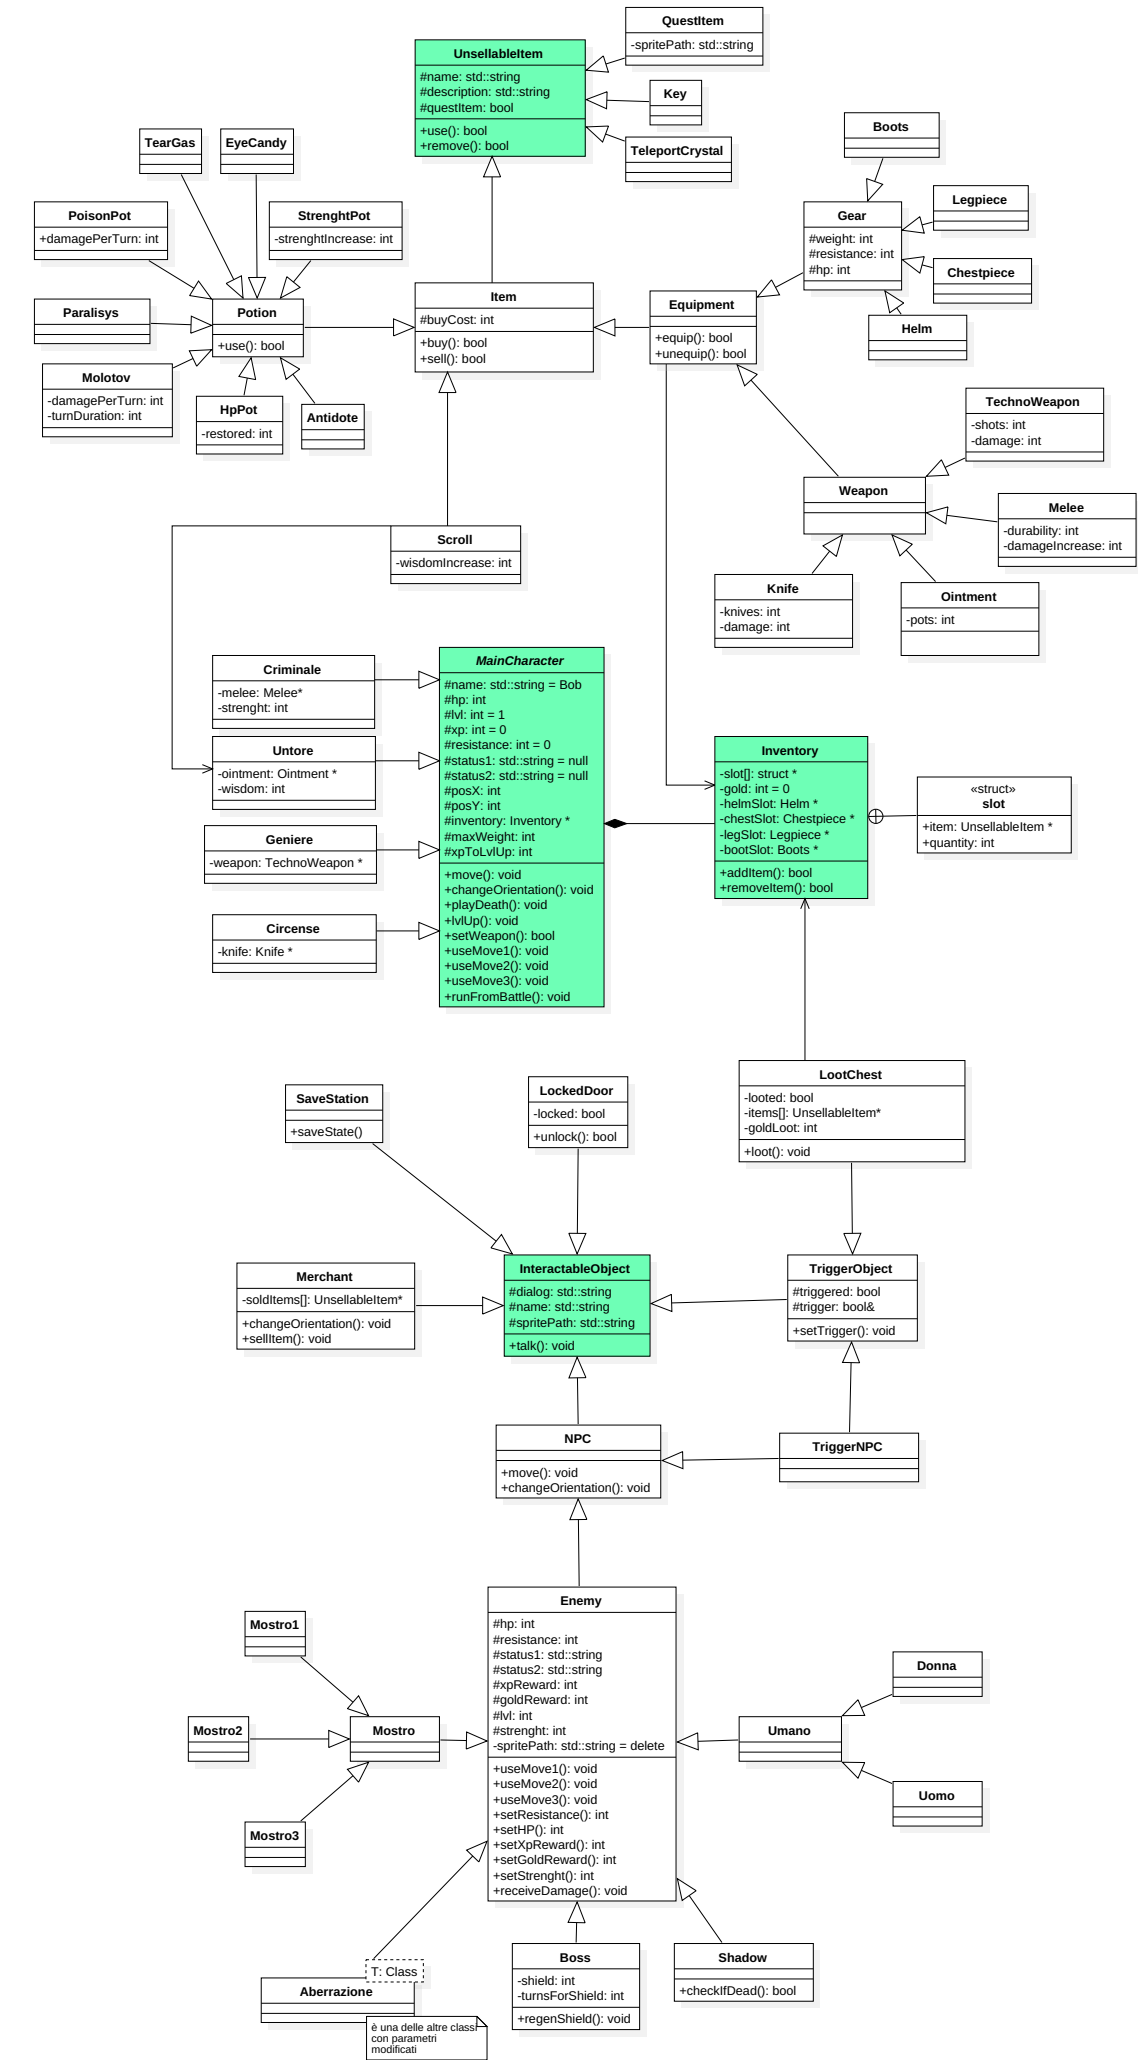 QuestItem
-spritePath: std::string
UnsellableItem
#name: std::string
#description: std::string
#questItem: bool
+use(): bool
+remove(): bool
Key
TeleportCrystal
TearGas
EyeCandy
PoisonPot
+damagePerTurn: int
StrenghtPot
-strenghtIncrease: int
Paralisys
Potion
+use(): bool
Molotov
-damagePerTurn: int
-turnDuration: int
HpPot
-restored: int
Antidote
Item
#buyCost: int
+buy(): bool
+sell(): bool
Equipment
+equip(): bool
+unequip(): bool
Boots
Gear
#weight: int
#resistance: int
#hp: int
Legpiece
Chestpiece
Helm
TechnoWeapon
-shots: int
-damage: int
Weapon
Melee
-durability: int
-damageIncrease: int
Knife
-knives: int
-damage: int
Ointment
-pots: int
Scroll
-wisdomIncrease: int
Criminale
-melee: Melee*
-strenght: int
Untore
-ointment: Ointment *
-wisdom: int
Geniere
-weapon: TechnoWeapon *
Circense
-knife: Knife *
MainCharacter
#name: std::string = Bob
#hp: int
#lvl: int = 1
#xp: int = 0
#resistance: int = 0
#status1: std::string = null
#status2: std::string = null
#posX: int
#posY: int
#inventory: Inventory *
#maxWeight: int
#xpToLvlUp: int
+move(): void
+changeOrientation(): void
+playDeath(): void
+lvlUp(): void
+setWeapon(): bool
+useMove1(): void
+useMove2(): void
+useMove3(): void
+runFromBattle(): void
Inventory
-slot[]: struct *
-gold: int = 0
-helmSlot: Helm *
-chestSlot: Chestpiece *
-legSlot: Legpiece *
-bootSlot: Boots *
+addItem(): bool
+removeItem(): bool
«struct»
slot
+item: UnsellableItem *
+quantity: int
LootChest
-looted: bool
-items[]: UnsellableItem*
-goldLoot: int
+loot(): void
SaveStation
+saveState()
LockedDoor
-locked: bool
+unlock(): bool
Merchant
-soldItems[]: UnsellableItem*
+changeOrientation(): void
+sellItem(): void
InteractableObject
#dialog: std::string
#name: std::string
#spritePath: std::string
+talk(): void
TriggerObject
#triggered: bool
#trigger: bool&
+setTrigger(): void
NPC
+move(): void
+changeOrientation(): void
TriggerNPC
Enemy
#hp: int
#resistance: int
#status1: std::string
#status2: std::string
#xpReward: int
#goldReward: int
#lvl: int
#strenght: int
-spritePath: std::string = delete
+useMove1(): void
+useMove2(): void
+useMove3(): void
+setResistance(): int
+setHP(): int
+setXpReward(): int
+setGoldReward(): int
+setStrenght(): int
+receiveDamage(): void
Mostro1
Mostro2
Mostro
Mostro3
Donna
Umano
Uomo
T: Class
Aberrazione
è una delle altre classi
con parametri
modificati
Boss
-shield: int
-turnsForShield: int
+regenShield(): void
Shadow
+checkIfDead(): bool